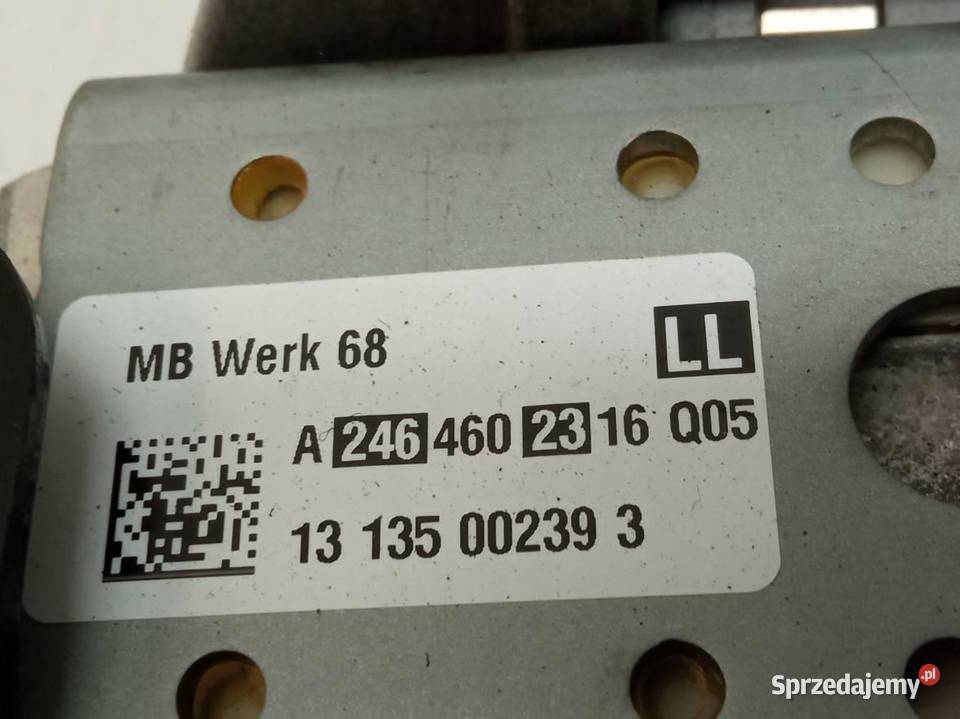 MB Werk 68
LL
A 246 460 23 16 Q05
13 135 00239 3
Sprzedajemy.pl